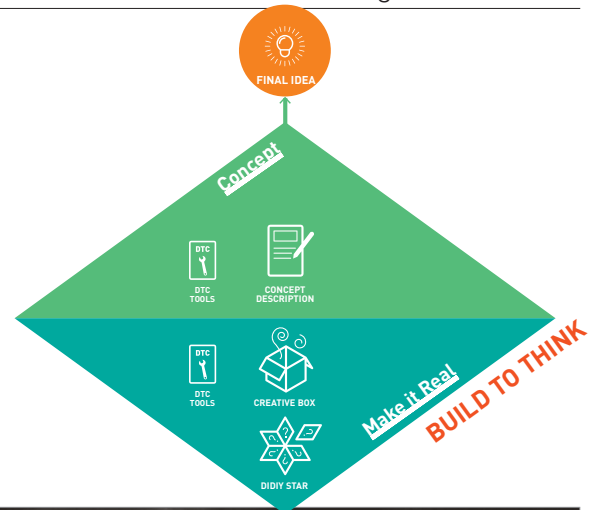 FINAL IDEA
Concept
DTC
DTC
TOOLS
CONCEPT
DESCRIPTION
DTC
DTC
TOOLS
CREATIVE BOX
Make it Real
BUILD TO THINK
? ? ? ? ? ?
DIDIY STAR